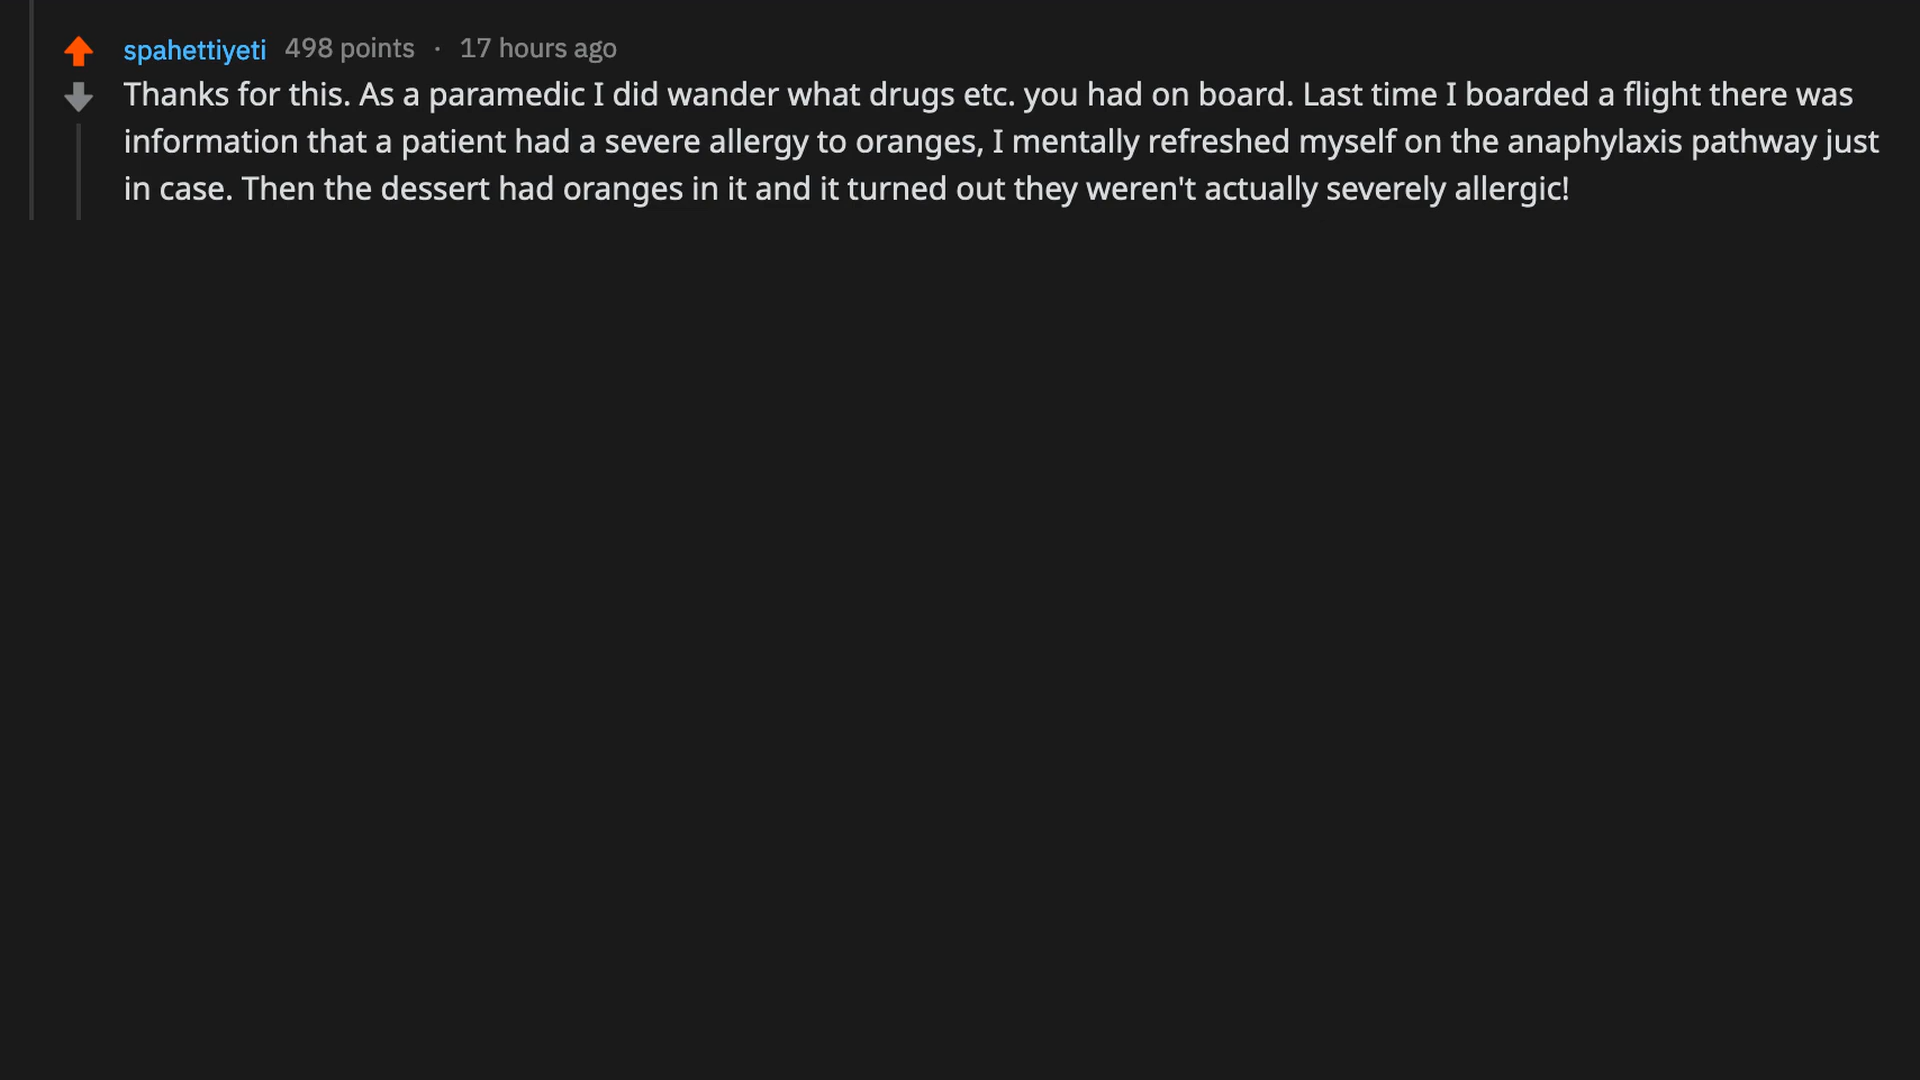 spahettiyeti 498 points · 17 hours ago
Thanks for this. As a paramedic I did wander what drugs etc. you had on board. Last time I boarded a flight there was
information that a patient had a severe allergy to oranges, I mentally refreshed myself on the anaphylaxis pathway just
in case. Then the dessert had oranges in it and it turned out they weren't actually severely allergic!